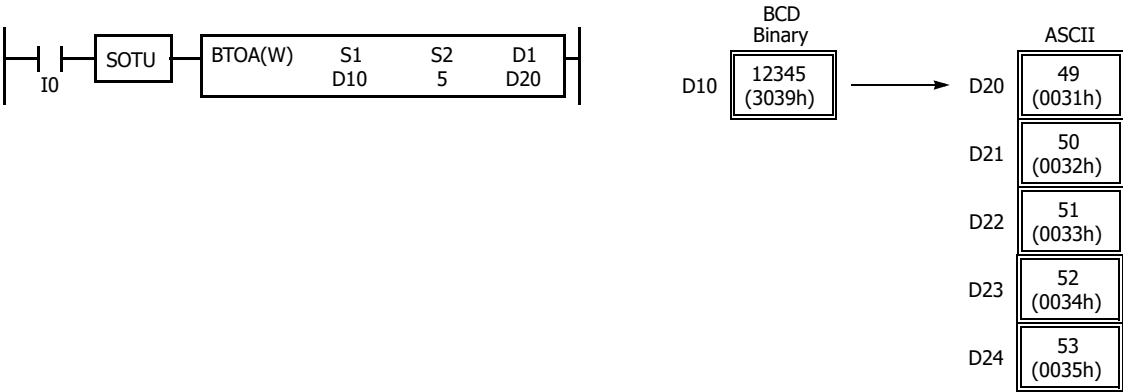 I0
SOTU
BTOA(W) S1 S2 D1
D10 5 D20
BCD
Binary
D10
12345
(3039h)
ASCII
D20
49
(0031h)
D21
50
(0032h)
D22
51
(0033h)
D23
52
(0034h)
D24
53
(0035h)